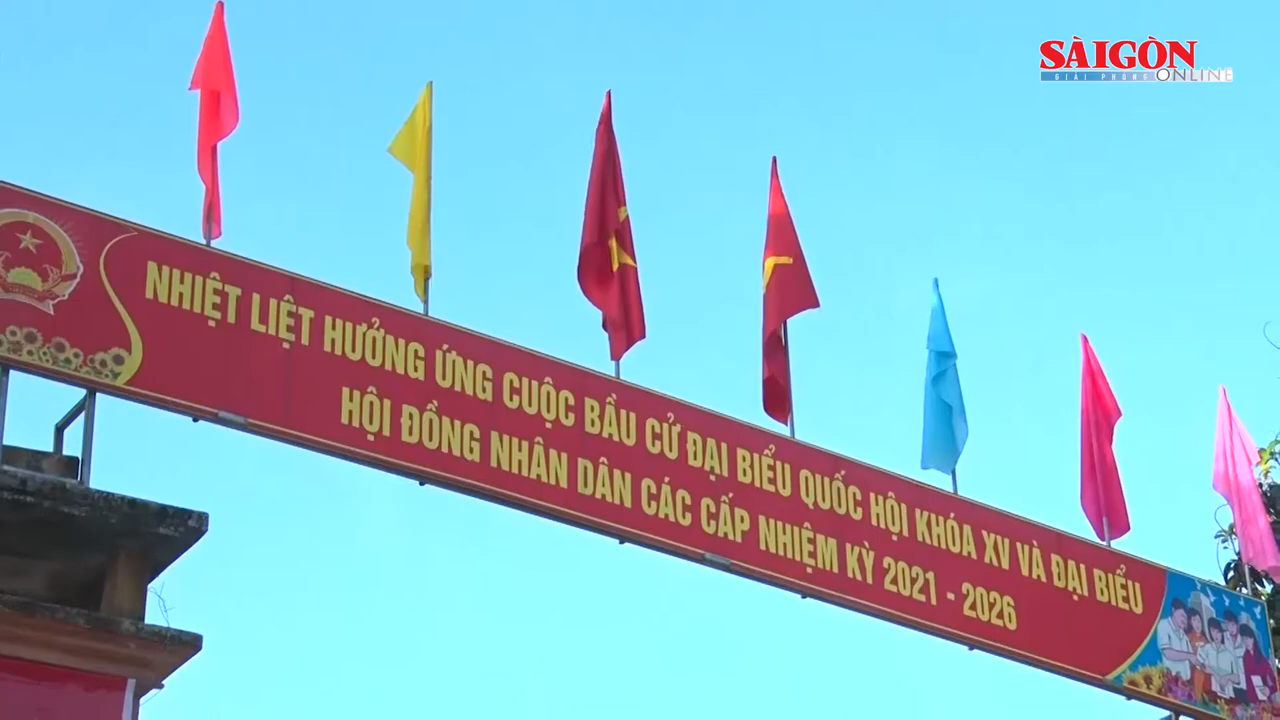 SÀIGÒN
GIẢI PHÓNG ONLINE
NHIỆT LIỆT HƯỞNG ỨNG CUỘC BẦU CỬ ĐẠI BIỂU QUỐC HỘI KHÓA XV VÀ ĐẠI BIỂU
HỘI ĐỒNG NHÂN DÂN CÁC CẤP NHIỆM KỲ 2021 - 2026